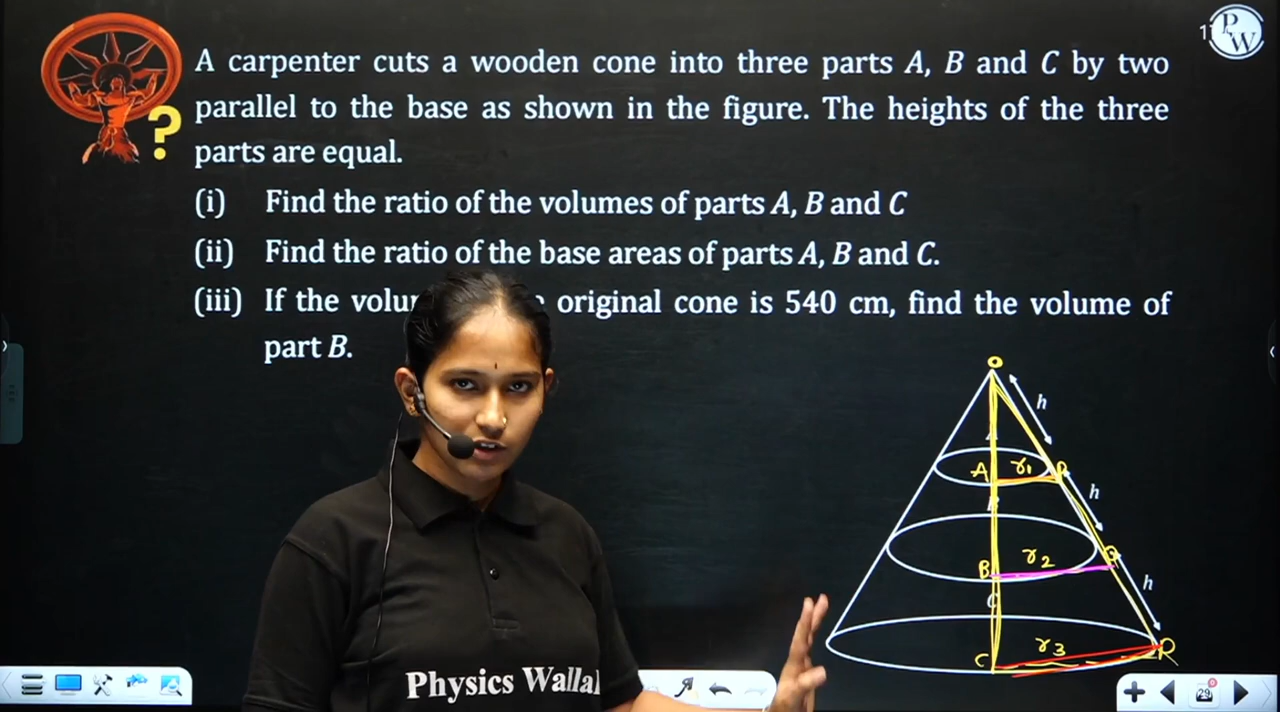 A carpenter cuts a wooden cone into three parts A, B and C by two
parallel to the base as shown in the figure. The heights of the three
parts are equal.
(i) Find the ratio of the volumes of parts A, B and C
(ii) Find the ratio of the base areas of parts A, B and C.
(iii) If the original cone is 540 cm, find the volume of
part B.
?
P
W
O
h
A r1 P
h
B r2 Q
h
C
C r3 R
Physics
29